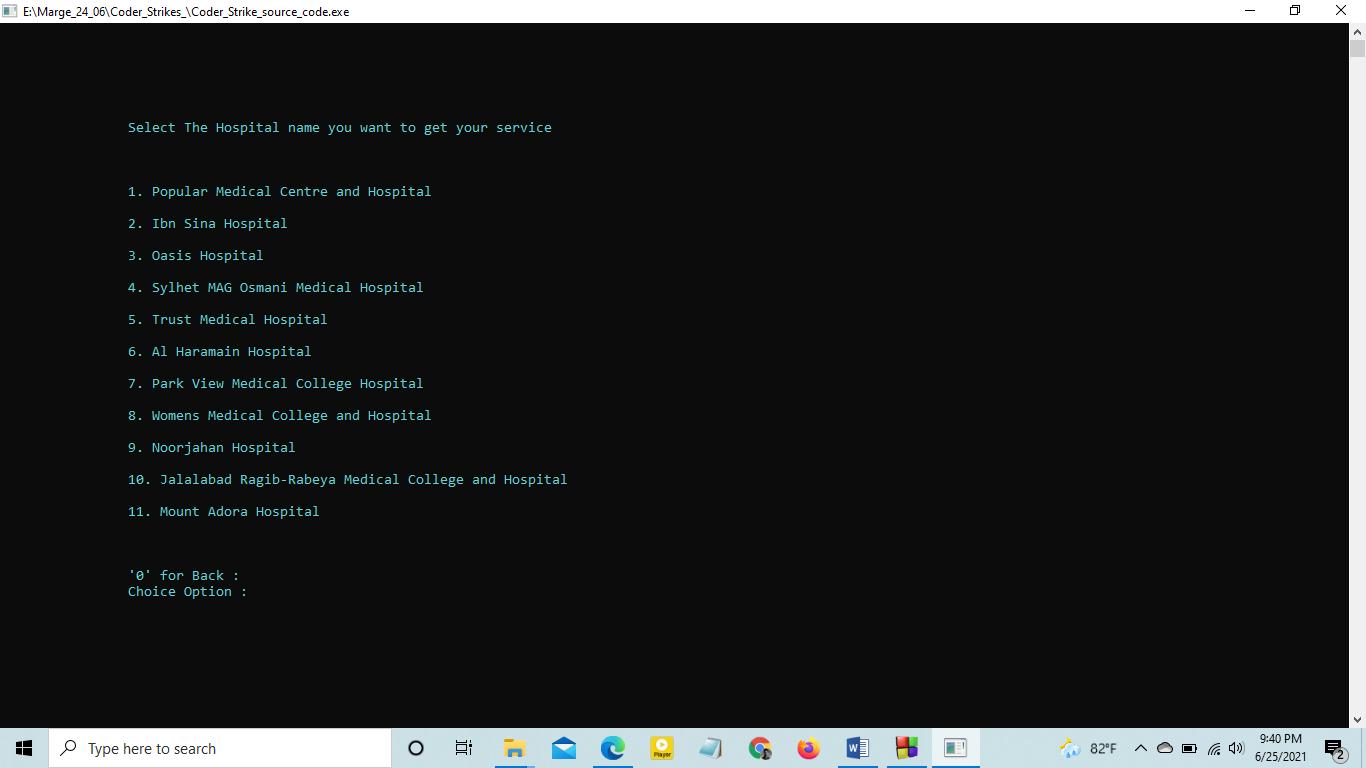 E:\Marge_24_06\Coder_Strikes_\Coder_Strike_source_code.exe
Select The Hospital name you want to get your service
1. Popular Medical Centre and Hospital
2. Ibn Sina Hospital
3. Oasis Hospital
4. Sylhet MAG Osmani Medical Hospital
5. Trust Medical Hospital
6. Al Haramain Hospital
7. Park View Medical College Hospital
8. Womens Medical College and Hospital
9. Noorjahan Hospital
10. Jalalabad Ragib-Rabeya Medical College and Hospital
11. Mount Adora Hospital
'0' for Back :
Choice Option :
Type here to search
Player
82°F
9:40 PM
6/25/2021
2